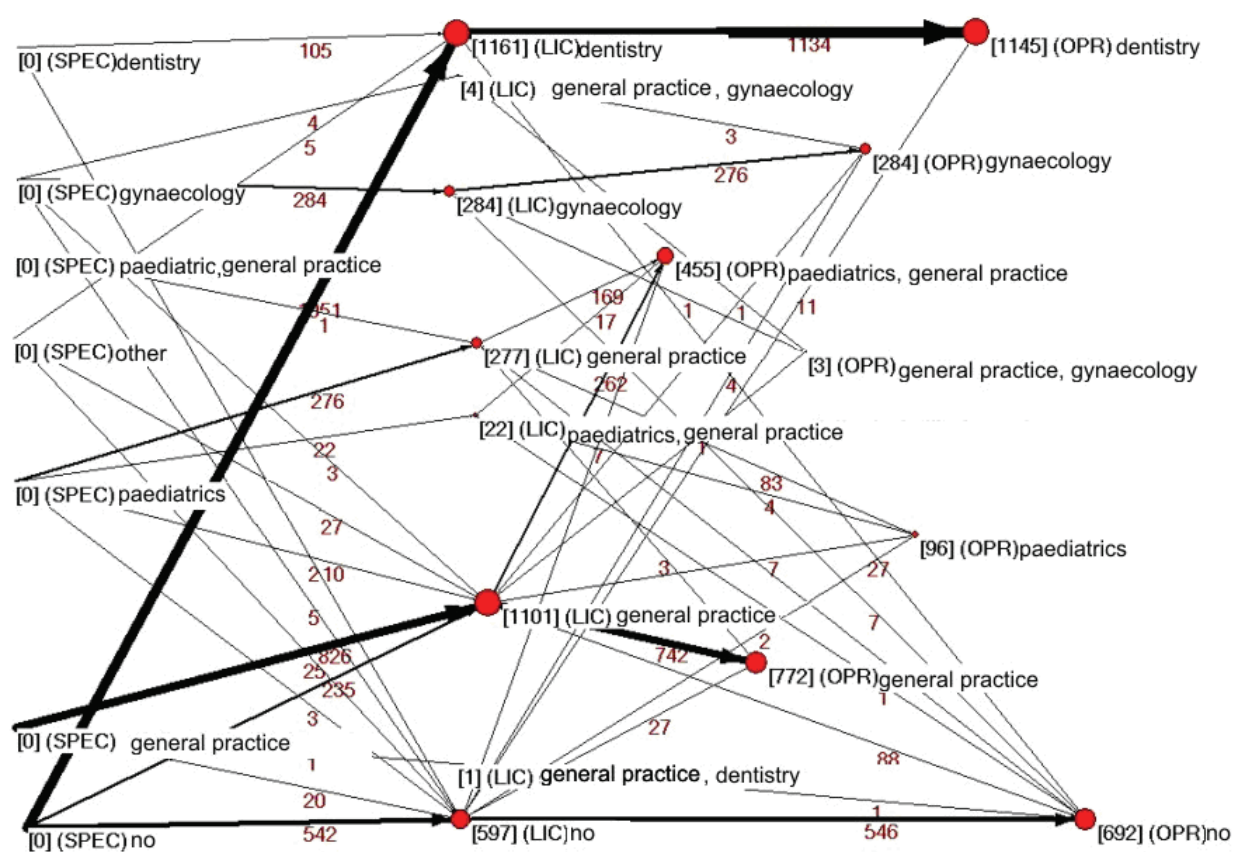 [0] (SPEC)dentistry
105
[1161] (LIC)dentistry
1134
[1145] (OPR) dentistry
[4] (LIC) general practice, gynaecology
4
5
3
[0] (SPEC) gynaecology
284
[284] (LIC)gynaecology
276
[284] (OPR)gynaecology
[0] (SPEC) paediatric, general practice
[455] (OPR)paediatrics, general practice
1
169
17
1
1
11
[0] (SPEC)other
[277] (LIC) general practice
[3] (OPR)general practice, gynaecology
276
262
4
[22] (LIC)paediatrics, general practice
22
3
7
1
83
4
[0] (SPEC)paediatrics
27
[96] (OPR)paediatrics
210
3
7
27
5
[1101] (LIC) general practice
7
826
25
235
742
2
[772] (OPR)general practice
1
3
27
[0] (SPEC) general practice
88
1
[1] (LIC) general practice, dentistry
20
1
[0] (SPEC)no
542
[597] (LIC)no
546
[692] (OPR)no